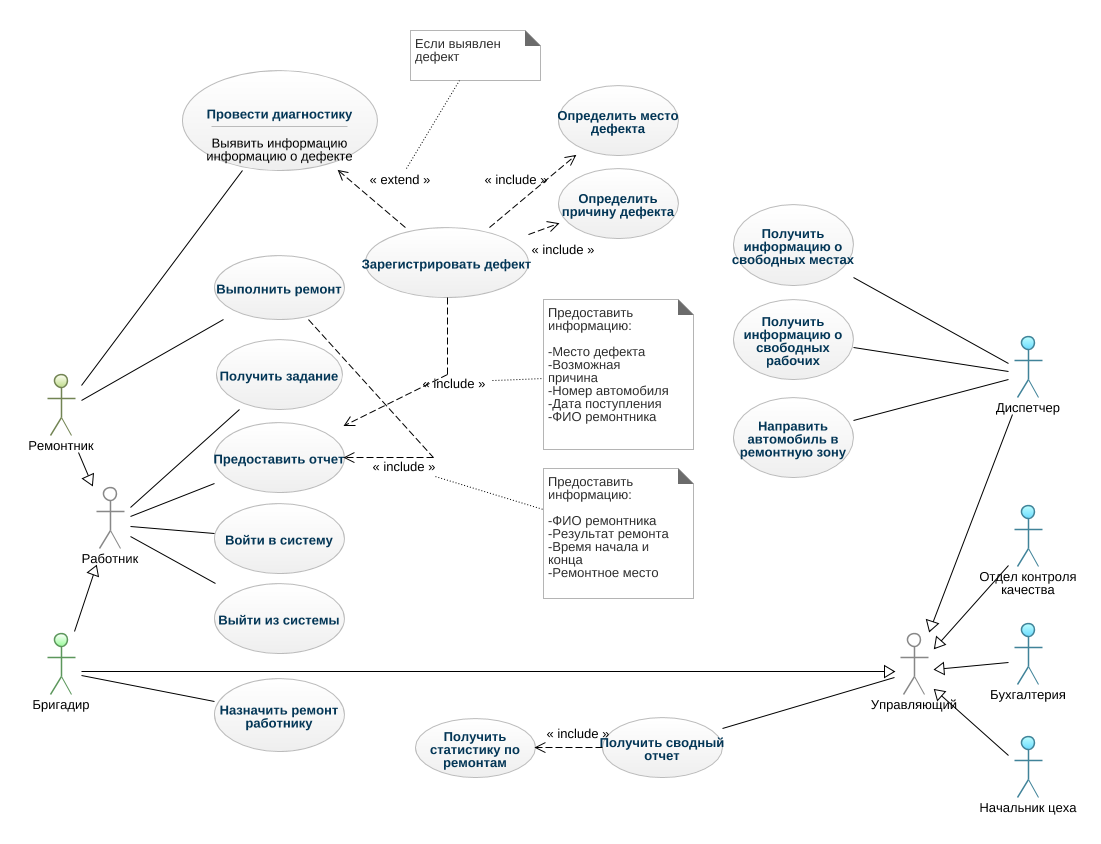 Если выявлен
дефект
Провести диагностику
Выявить информацию
информацию о дефекте
Определить место
дефекта
« extend »
« include »
Определить
причину дефекта
« include »
Зарегистрировать дефект
Получить
информацию о
свободных местах
Выполнить ремонт
Предоставить
информацию:
-Место дефекта
-Возможная
причина
-Номер автомобиля
-Дата поступления
-ФИО ремонтника
Получить
информацию о
свободных
рабочих
Получить задание
« include »
Диспетчер
Ремонтник
Направить
автомобиль в
ремонтную зону
Предоставить отчет
« include »
Предоставить
информацию:
-ФИО ремонтника
-Результат ремонта
-Время начала и
конца
-Ремонтное место
Войти в систему
Работник
Отдел контроля
качества
Выйти из системы
Бригадир
Управляющий
Бухгалтерия
Назначить ремонт
работнику
Получить
статистику по
ремонтам
« include »
Получить сводный
отчет
Начальник цеха